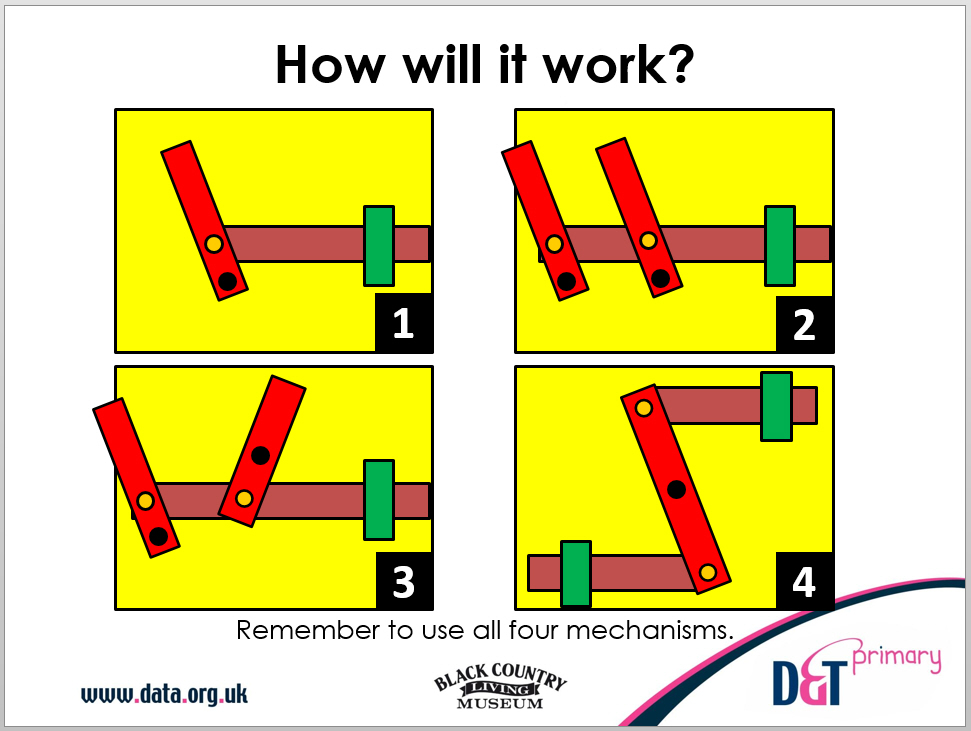 How will it work?
1
2
3
4
Remember to use all four mechanisms.
www.data.org.uk
BLACK COUNTRY
LIVING
MUSEUM
D&T primary